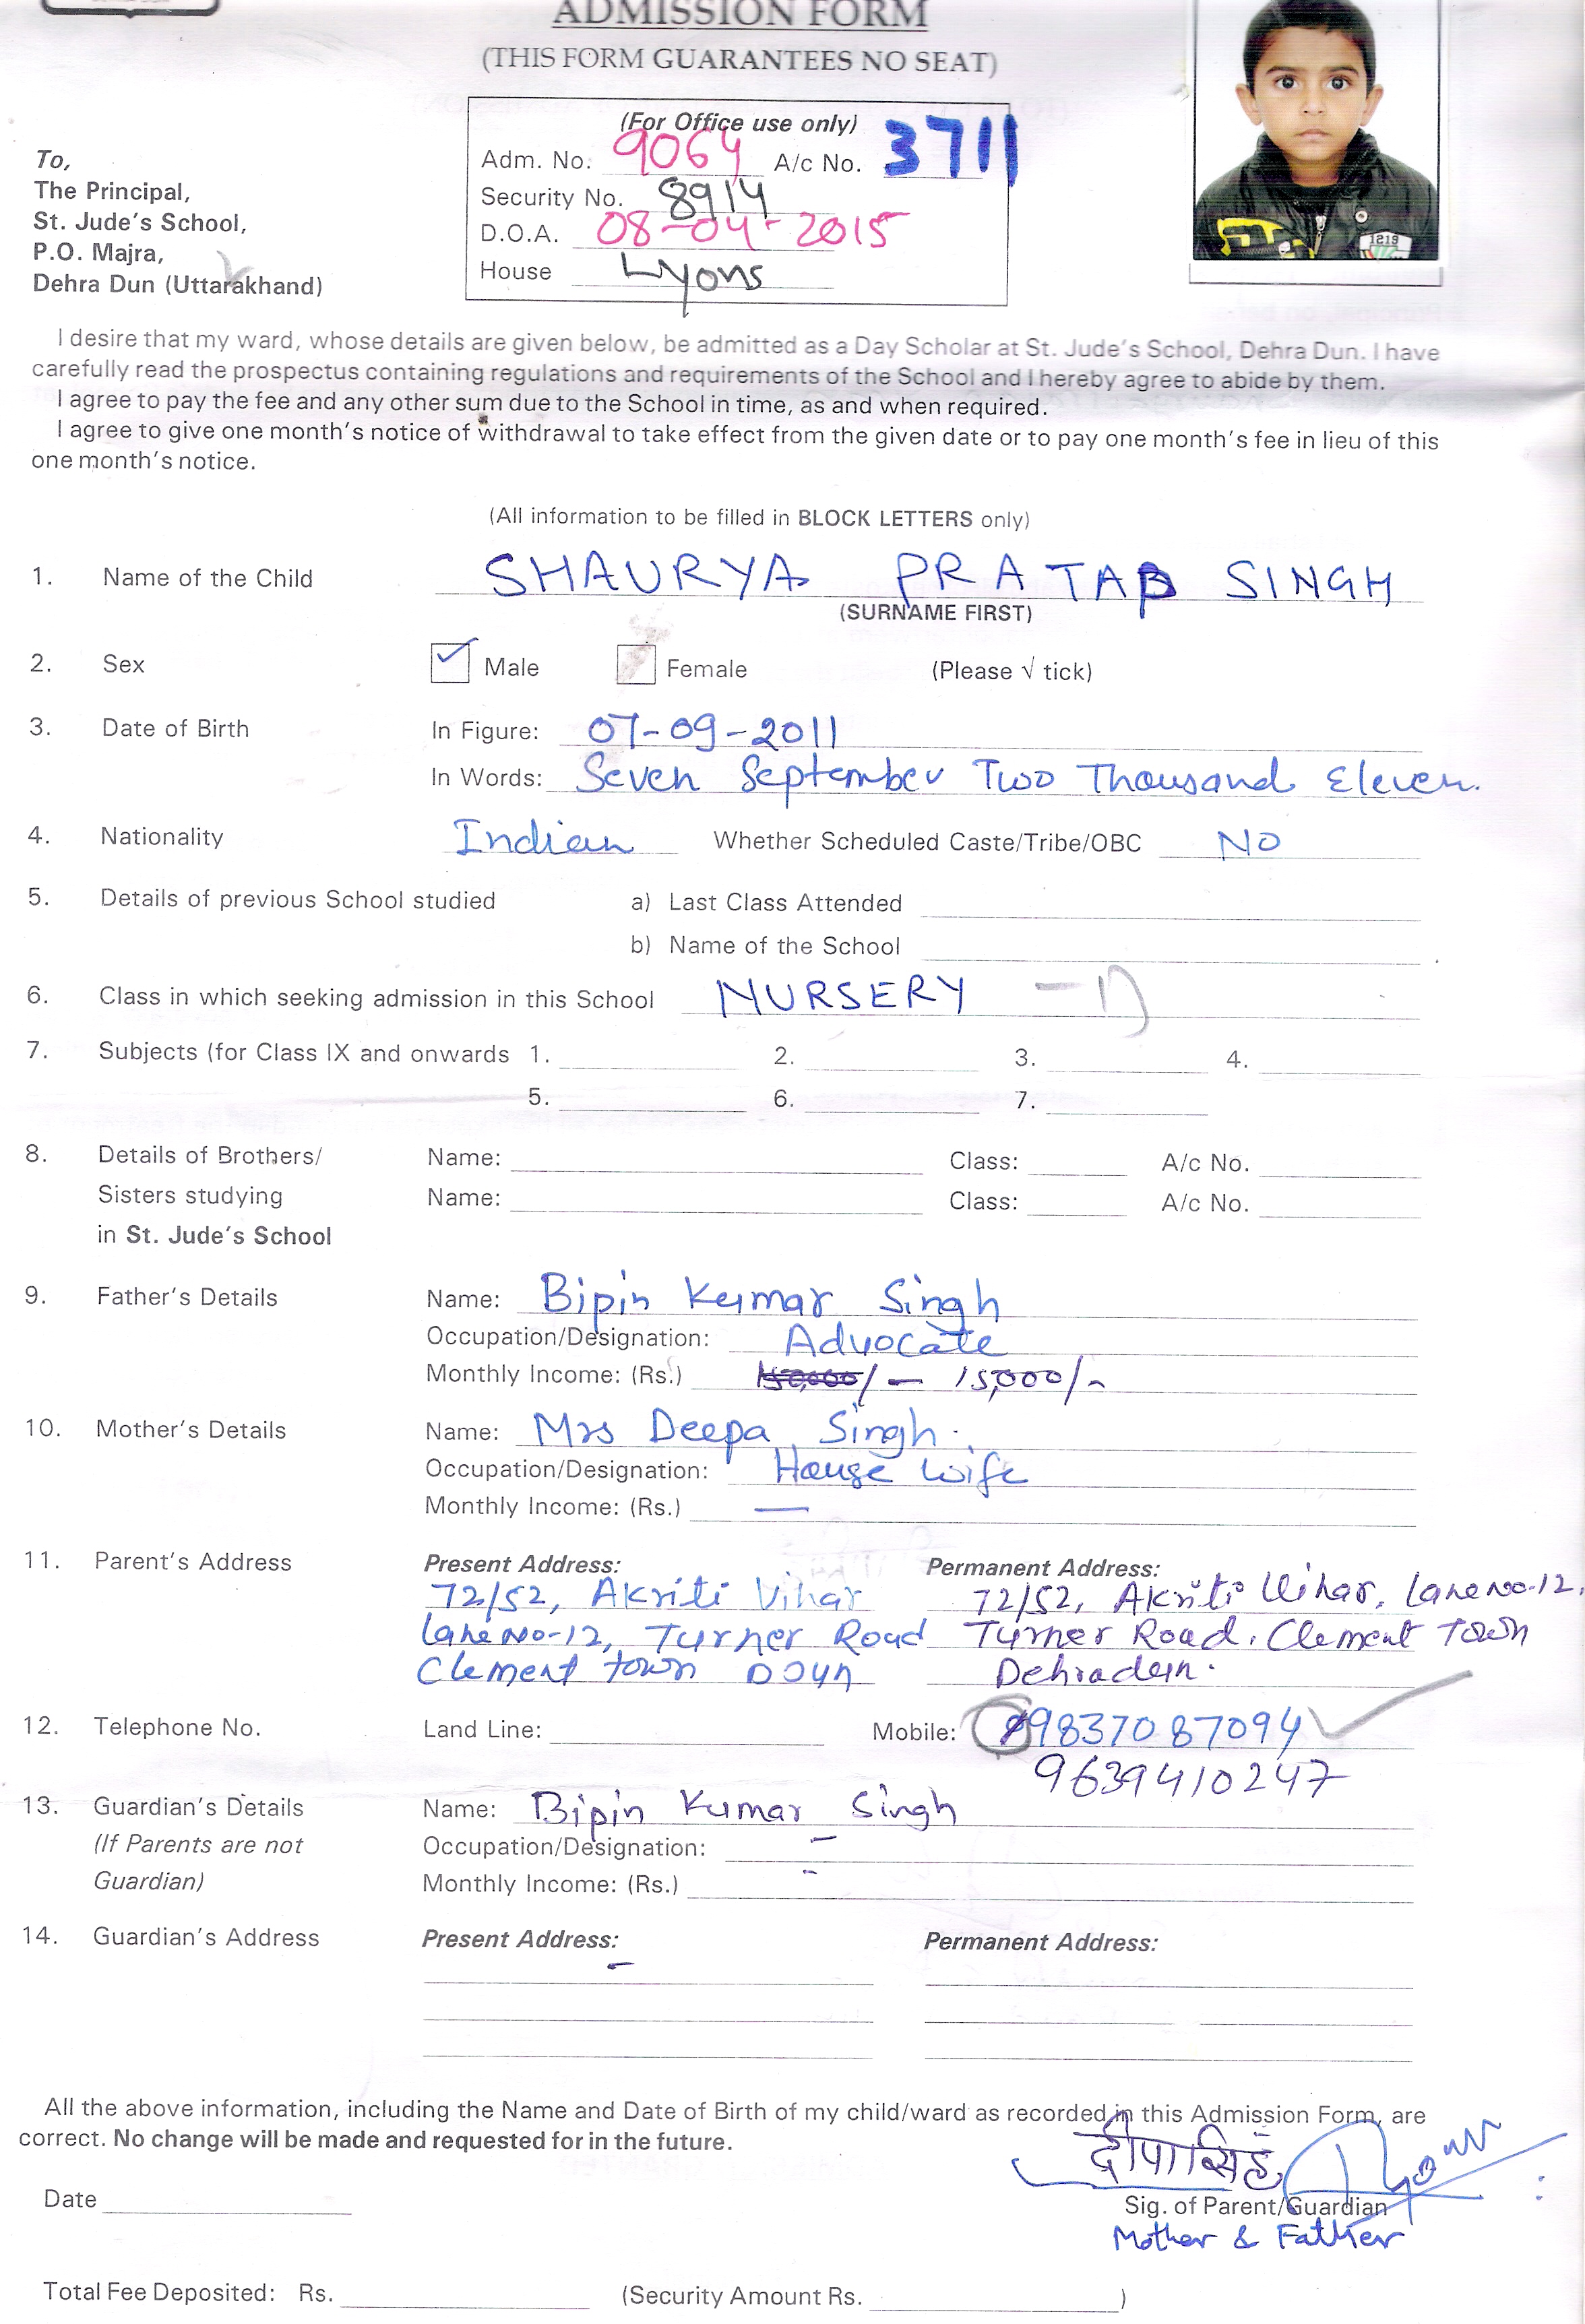 ADMISSION FORM
(THIS FORM GUARANTEES NO SEAT)
(For Office use only)
Adm. No. 9064 A/c No. 3711
Security No. 8914
D.O.A. 08-04-2015
House Lyons
To,
The Principal,
St. Jude's School,
P.O. Majra,
Dehra Dun (Uttarakhand)
1219
I desire that my ward, whose details are given below, be admitted as a Day Scholar at St. Jude's School, Dehra Dun. I have
carefully read the prospectus containing regulations and requirements of the School and I hereby agree to abide by them.
I agree to pay the fee and any other sum due to the School in time, as and when required.
I agree to give one month's notice of withdrawal to take effect from the given date or to pay one month's fee in lieu of this
one month's notice.
(All information to be filled in BLOCK LETTERS only)
1. Name of the Child SHAURYA PRATAP SINGH
(SURNAME FIRST)
2. Sex Male Female (Please √ tick)
3. Date of Birth In Figure: 07-09-2011
In Words: Seven September Two Thousand Eleven.
4. Nationality Indian Whether Scheduled Caste/Tribe/OBC NO
5. Details of previous School studied a) Last Class Attended
b) Name of the School
6. Class in which seeking admission in this School NURSERY - D
7. Subjects (for Class IX and onwards 1. 2. 3. 4.
5. 6. 7.
8. Details of Brothers/ Name: Class: A/c No.
Sisters studying Name: Class: A/c No.
in St. Jude's School
9. Father's Details Name: Bipin Kumar Singh
Occupation/Designation: Advocate
Monthly Income: (Rs.) 150,000/- 15,000/-
10. Mother's Details Name: Mrs Deepa Singh.
Occupation/Designation: House wife
Monthly Income: (Rs.) —
11. Parent's Address Present Address: Permanent Address:
72/52, Akriti Vihar 72/52, Akriti Vihar, lane no-12,
lane no-12, Turner Road Turner Road, Clement Town
Clement town DDun Dehradun.
12. Telephone No. Land Line: Mobile: 9837087094
9639410247
13. Guardian's Details Name: Bipin Kumar Singh
(If Parents are not Occupation/Designation: -
Guardian) Monthly Income: (Rs.) -
14. Guardian's Address Present Address: Permanent Address:
-
All the above information, including the Name and Date of Birth of my child/ward as recorded in this Admission Form, are
correct. No change will be made and requested for in the future.
दीपा सिंह
Date Sig. of Parent/Guardian
Mother & Father
Total Fee Deposited: Rs. (Security Amount Rs. )